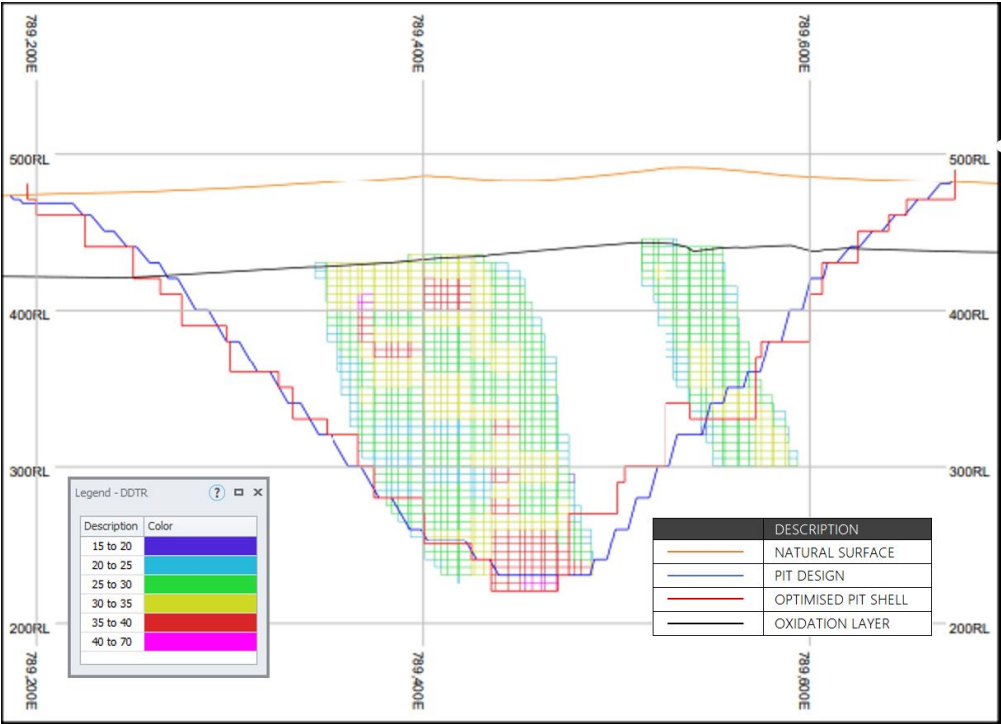 789,200E
789,400E
789,600E
500RL
500RL
400RL
400RL
300RL
300RL
Legend - DDTR ?
Description Color
15 to 20
20 to 25
25 to 30
30 to 35
35 to 40
40 to 70
DESCRIPTION
NATURAL SURFACE
PIT DESIGN
OPTIMISED PIT SHELL
OXIDATION LAYER
200RL
200RL
789,200E
789,400E
789,600E